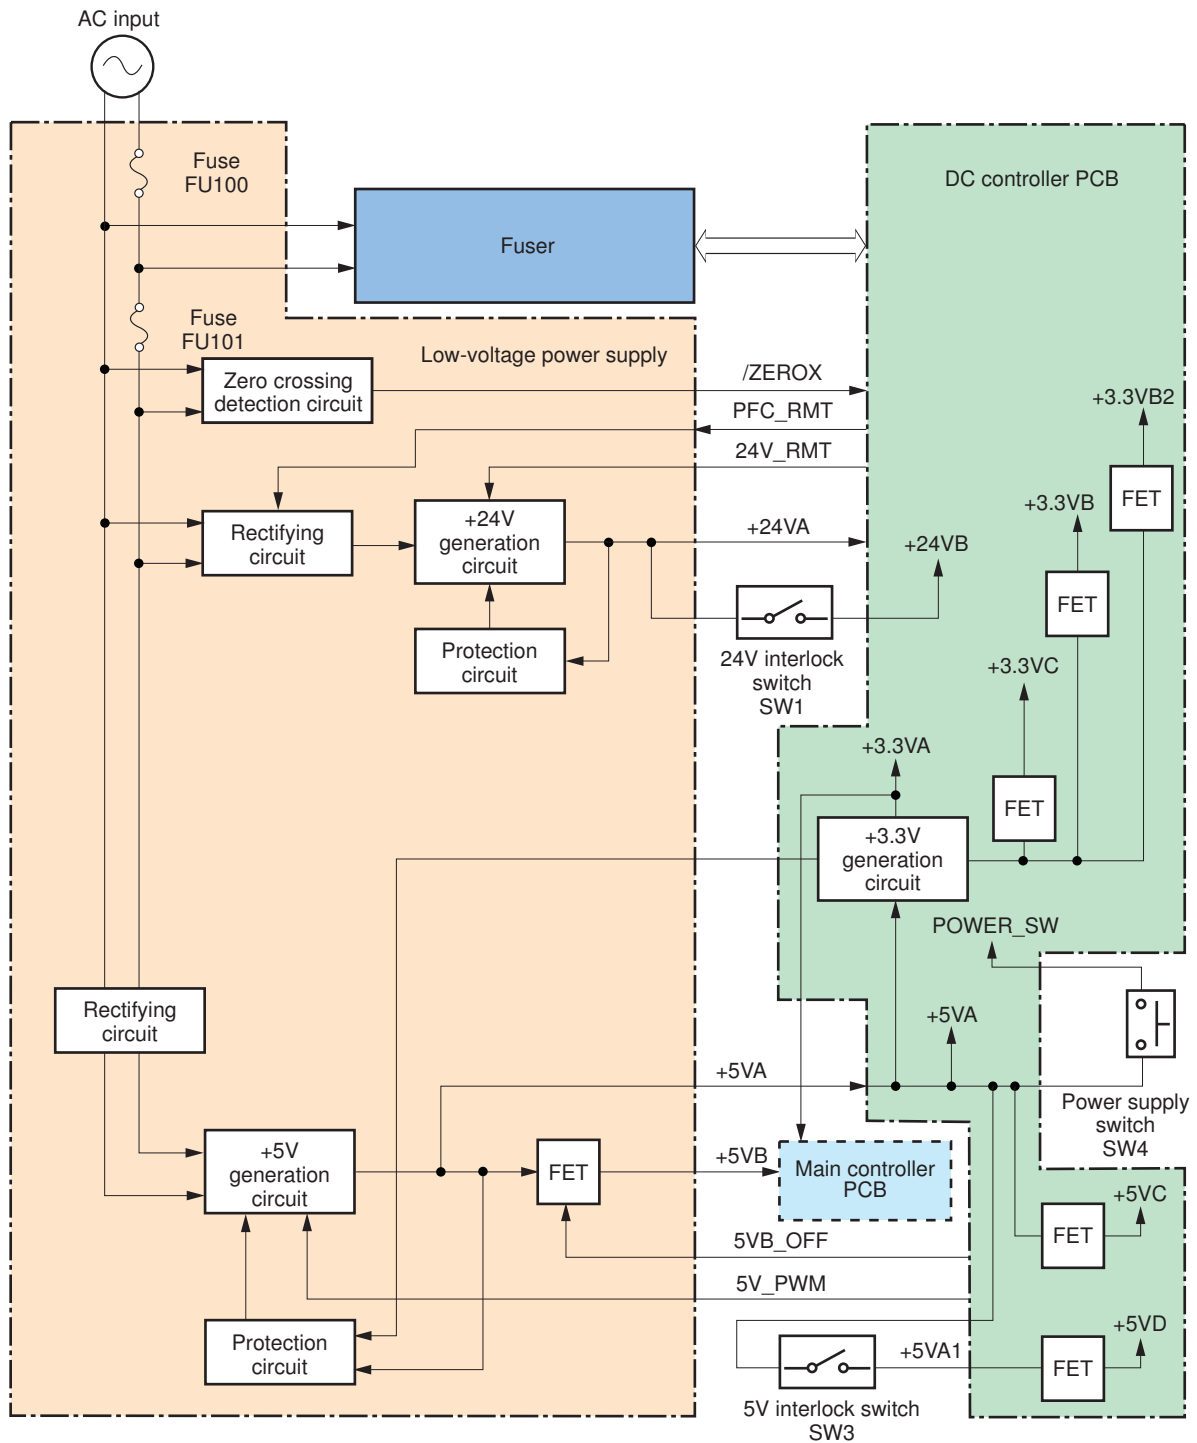 AC input
Fuse
FU100
DC controller PCB
Fuser
Fuse
FU101
Low-voltage power supply
Zero crossing
detection circuit
/ZEROX
PFC_RMT
24V_RMT
+3.3VB2
FET
+3.3VB
FET
Rectifying
circuit
+24V
generation
circuit
+24VA
+24VB
Protection
circuit
24V interlock
switch
SW1
+3.3VC
FET
+3.3VA
+3.3V
generation
circuit
POWER_SW
Rectifying
circuit
+5VA
+5VA
Power supply
switch
SW4
+5V
generation
circuit
FET
+5VB
Main controller
PCB
+5VC
FET
5VB_OFF
5V_PWM
Protection
circuit
+5VA1
+5VD
FET
5V interlock switch
SW3